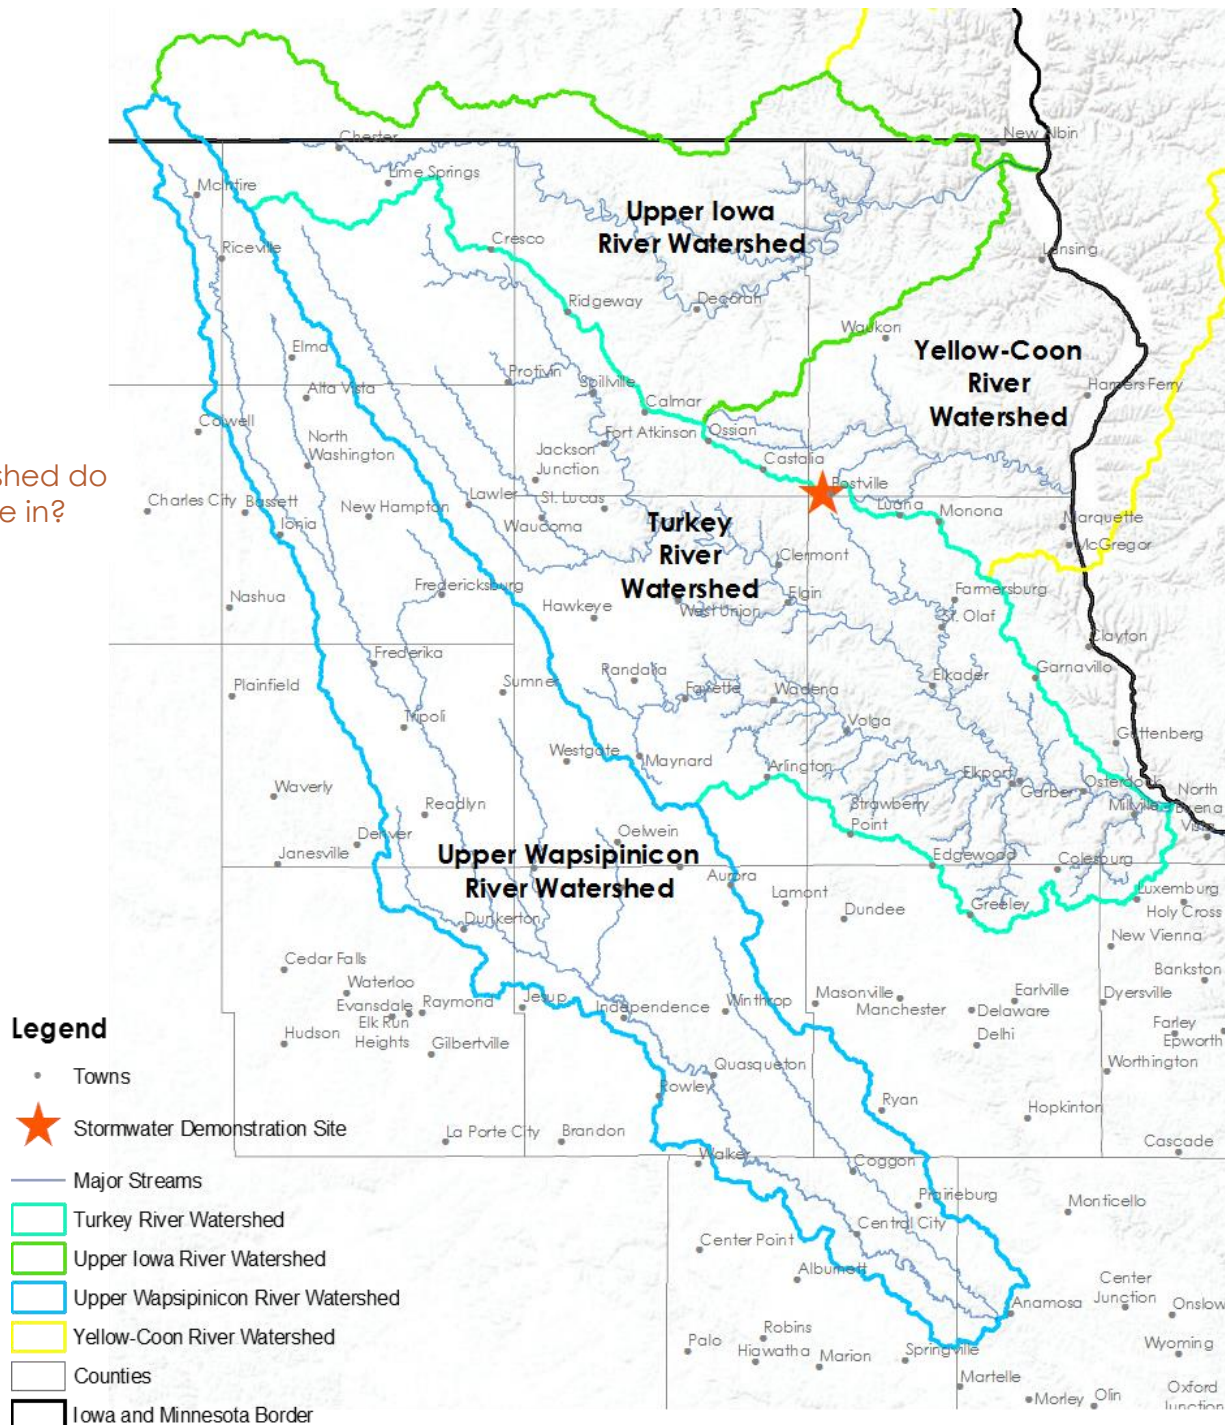 New Albin
Chester
Lime Springs
McIntire
Upper Iowa
River Watershed
Riceville
Cresco
Lansing
Ridgeway
Decorah
Waukon
Elma
Yellow-Coon
River
Watershed
Protivin
Spillville
Harpers Ferry
Alta Vista
Calmar
Colwell
North
Washington
Fort Atkinson
Ossian
Jackson
Junction
Castalia
shed do
e in?
Postville
Charles City
Bassett
New Hampton
Lawler
St. Lucas
Luana
Monona
Ionia
Waucoma
Turkey
River
Watershed
Marquette
McGregor
Clermont
Nashua
Fredericksburg
Hawkeye
West Union
Elgin
Farmersburg
St. Olaf
Clayton
Frederika
Randalia
Elkader
Garnavillo
Plainfield
Sumner
Fayette
Wadena
Tripoli
Volga
Guttenberg
Westgate
Maynard
Arlington
Elkport
Garber
Osterdock
North
Buena
Vista
Waverly
Readlyn
Strawberry
Point
Millville
Denver
Oelwein
Janesville
Upper Wapsipinicon
River Watershed
Edgewood
Colesburg
Aurora
Lamont
Dundee
Greeley
Luxemburg
Holy Cross
Dunkerton
New Vienna
Cedar Falls
Bankston
Waterloo
Evansdale
Raymond
Jesup
Independence
Winthrop
Masonville
Manchester
Earlville
Delaware
Dyersville
Legend
Elk Run
Heights
Hudson
Gilbertville
Delhi
Farley
Epworth
Worthington
Quasqueton
Towns
Rowley
Ryan
Hopkinton
Stormwater Demonstration Site
La Porte City
Brandon
Cascade
Walker
Coggon
Major Streams
Prairieburg
Monticello
Turkey River Watershed
Central City
Center Point
Upper Iowa River Watershed
Alburnett
Center
Junction
Upper Wapsipinicon River Watershed
Anamosa
Onslow
Yellow-Coon River Watershed
Robins
Palo
Hiawatha
Marion
Springville
Wyoming
Counties
Martelle
Morley
Olin
Oxford
Junction
Iowa and Minnesota Border